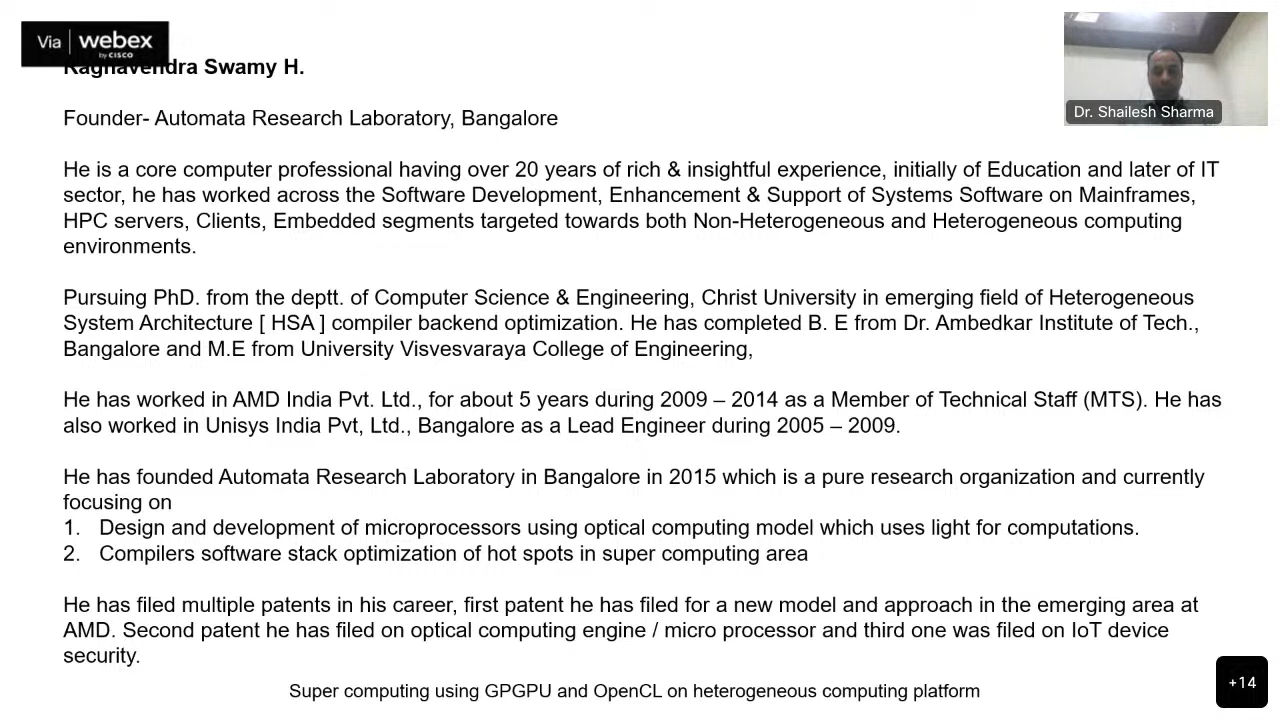 Via webex
by CISCO
Raghavendra Swamy H.
Dr. Shailesh Sharma
Founder- Automata Research Laboratory, Bangalore
He is a core computer professional having over 20 years of rich & insightful experience, initially of Education and later of IT
sector, he has worked across the Software Development, Enhancement & Support of Systems Software on Mainframes,
HPC servers, Clients, Embedded segments targeted towards both Non-Heterogeneous and Heterogeneous computing
environments.
Pursuing PhD. from the deptt. of Computer Science & Engineering, Christ University in emerging field of Heterogeneous
System Architecture [ HSA ] compiler backend optimization. He has completed B. E from Dr. Ambedkar Institute of Tech.,
Bangalore and M.E from University Visvesvaraya College of Engineering,
He has worked in AMD India Pvt. Ltd., for about 5 years during 2009 – 2014 as a Member of Technical Staff (MTS). He has
also worked in Unisys India Pvt, Ltd., Bangalore as a Lead Engineer during 2005 – 2009.
He has founded Automata Research Laboratory in Bangalore in 2015 which is a pure research organization and currently
focusing on
1. Design and development of microprocessors using optical computing model which uses light for computations.
2. Compilers software stack optimization of hot spots in super computing area
He has filed multiple patents in his career, first patent he has filed for a new model and approach in the emerging area at
AMD. Second patent he has filed on optical computing engine / micro processor and third one was filed on IoT device
security.
Super computing using GPGPU and OpenCL on heterogeneous computing platform
+14